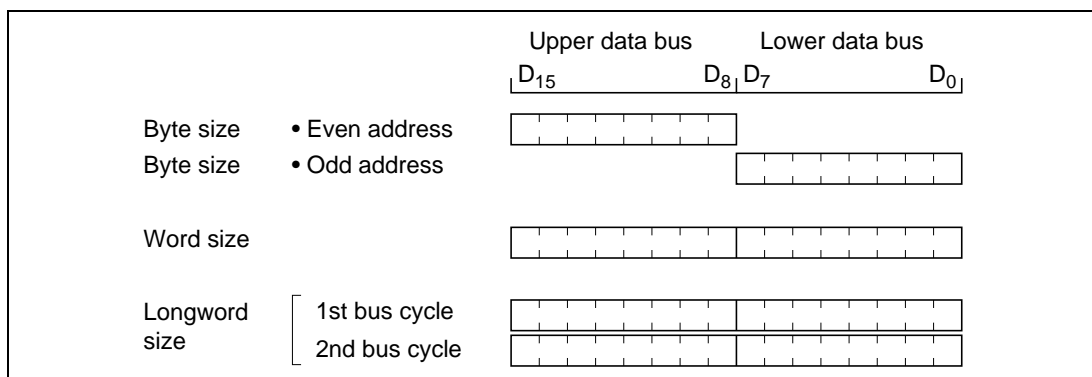 Upper data bus Lower data bus
D15 D8 D7 D0
Byte size • Even address
Byte size • Odd address
Word size
Longword size
1st bus cycle
2nd bus cycle